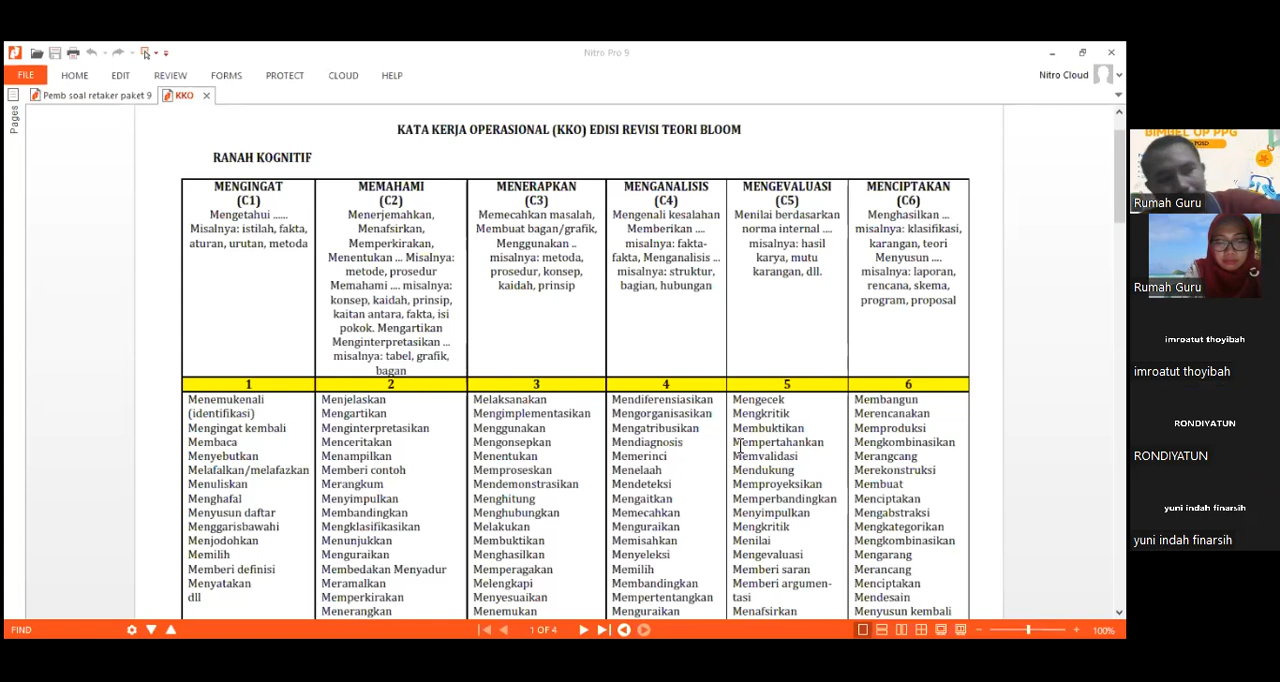 Nitro Pro 9
FILE HOME EDIT REVIEW FORMS PROTECT CLOUD HELP
Nitro Cloud
Pemb soal retaker paket 9
KKO
Pages
KATA KERJA OPERASIONAL (KKO) EDISI REVISI TEORI BLOOM
RANAH KOGNITIF
MENGINGAT
(C1)
Mengetahui ......
Misalnya: istilah, fakta,
aturan, urutan, metoda
MEMAHAMI
(C2)
Menerjemahkan,
Menafsirkan,
Memperkirakan,
Menentukan ... Misalnya:
metode, prosedur
Memahami .... misalnya:
konsep, kaidah, prinsip,
kaitan antara, fakta, isi
pokok. Mengartikan
Menginterpretasikan ...
misalnya: tabel, grafik,
bagan
MENERAPKAN
(C3)
Memecahkan masalah,
Membuat bagan/grafik,
Menggunakan ..
misalnya: metoda,
prosedur, konsep,
kaidah, prinsip
MENGANALISIS
(C4)
Mengenali kesalahan
Memberikan ....
misalnya: fakta-
fakta, Menganalisis ...
misalnya: struktur,
bagian, hubungan
MENGEVALUASI
(C5)
Menilai berdasarkan
norma internal ....
misalnya: hasil
karya, mutu
karangan, dll.
MENCIPTAKAN
(C6)
Menghasilkan ...
misalnya: klasifikasi,
karangan, teori
Menyusun ....
misalnya: laporan,
rencana, skema,
program, proposal
1 2 3 4 5 6
Menemukenali
(identifikasi)
Mengingat kembali
Membaca
Menyebutkan
Melafalkan/melafazkan
Menuliskan
Menghafal
Menyusun daftar
Menggarisbawahi
Menjodohkan
Memilih
Memberi definisi
Menyatakan
dll
Menjelaskan
Mengartikan
Menginterpretasikan
Menceritakan
Menampilkan
Memberi contoh
Merangkum
Menyimpulkan
Membandingkan
Mengklasifikasikan
Menunjukkan
Menguraikan
Membedakan Menyadur
Meramalkan
Memperkirakan
Menerangkan
Melaksanakan
Mengimplementasikan
Menggunakan
Mengonsepkan
Menentukan
Memproseskan
Mendemonstrasikan
Menghitung
Menghubungkan
Melakukan
Membuktikan
Menghasilkan
Memperagakan
Melengkapi
Menyesuaikan
Menemukan
Mendiferensiasikan
Mengorganisasikan
Mengatribusikan
Mendiagnosis
Memerinci
Menelaah
Mendeteksi
Mengaitkan
Memecahkan
Menguraikan
Memisahkan
Menyeleksi
Memilih
Membandingkan
Mempertentangkan
Menguraikan
Mengecek
Mengkritik
Membuktikan
Mempertahankan
Memvalidasi
Mendukung
Memproyeksikan
Memperbandingkan
Menyimpulkan
Mengkritik
Menilai
Mengevaluasi
Memberi saran
Memberi argumen-
tasi
Menafsirkan
Membangun
Merencanakan
Memproduksi
Mengkombinasikan
Merangcang
Merekonstruksi
Membuat
Menciptakan
Mengabstraksi
Mengkategorikan
Mengkombinasikan
Mengarang
Merancang
Menciptakan
Mendesain
Menyusun kembali
FIND
1 OF 4
100%
BIMBEL UP PPG
Rumah Guru
Rumah Guru
imroatut thoyibah
imroatut thoyibah
RONDIYATUN
RONDIYATUN
yuni indah finarsih
yuni indah finarsih